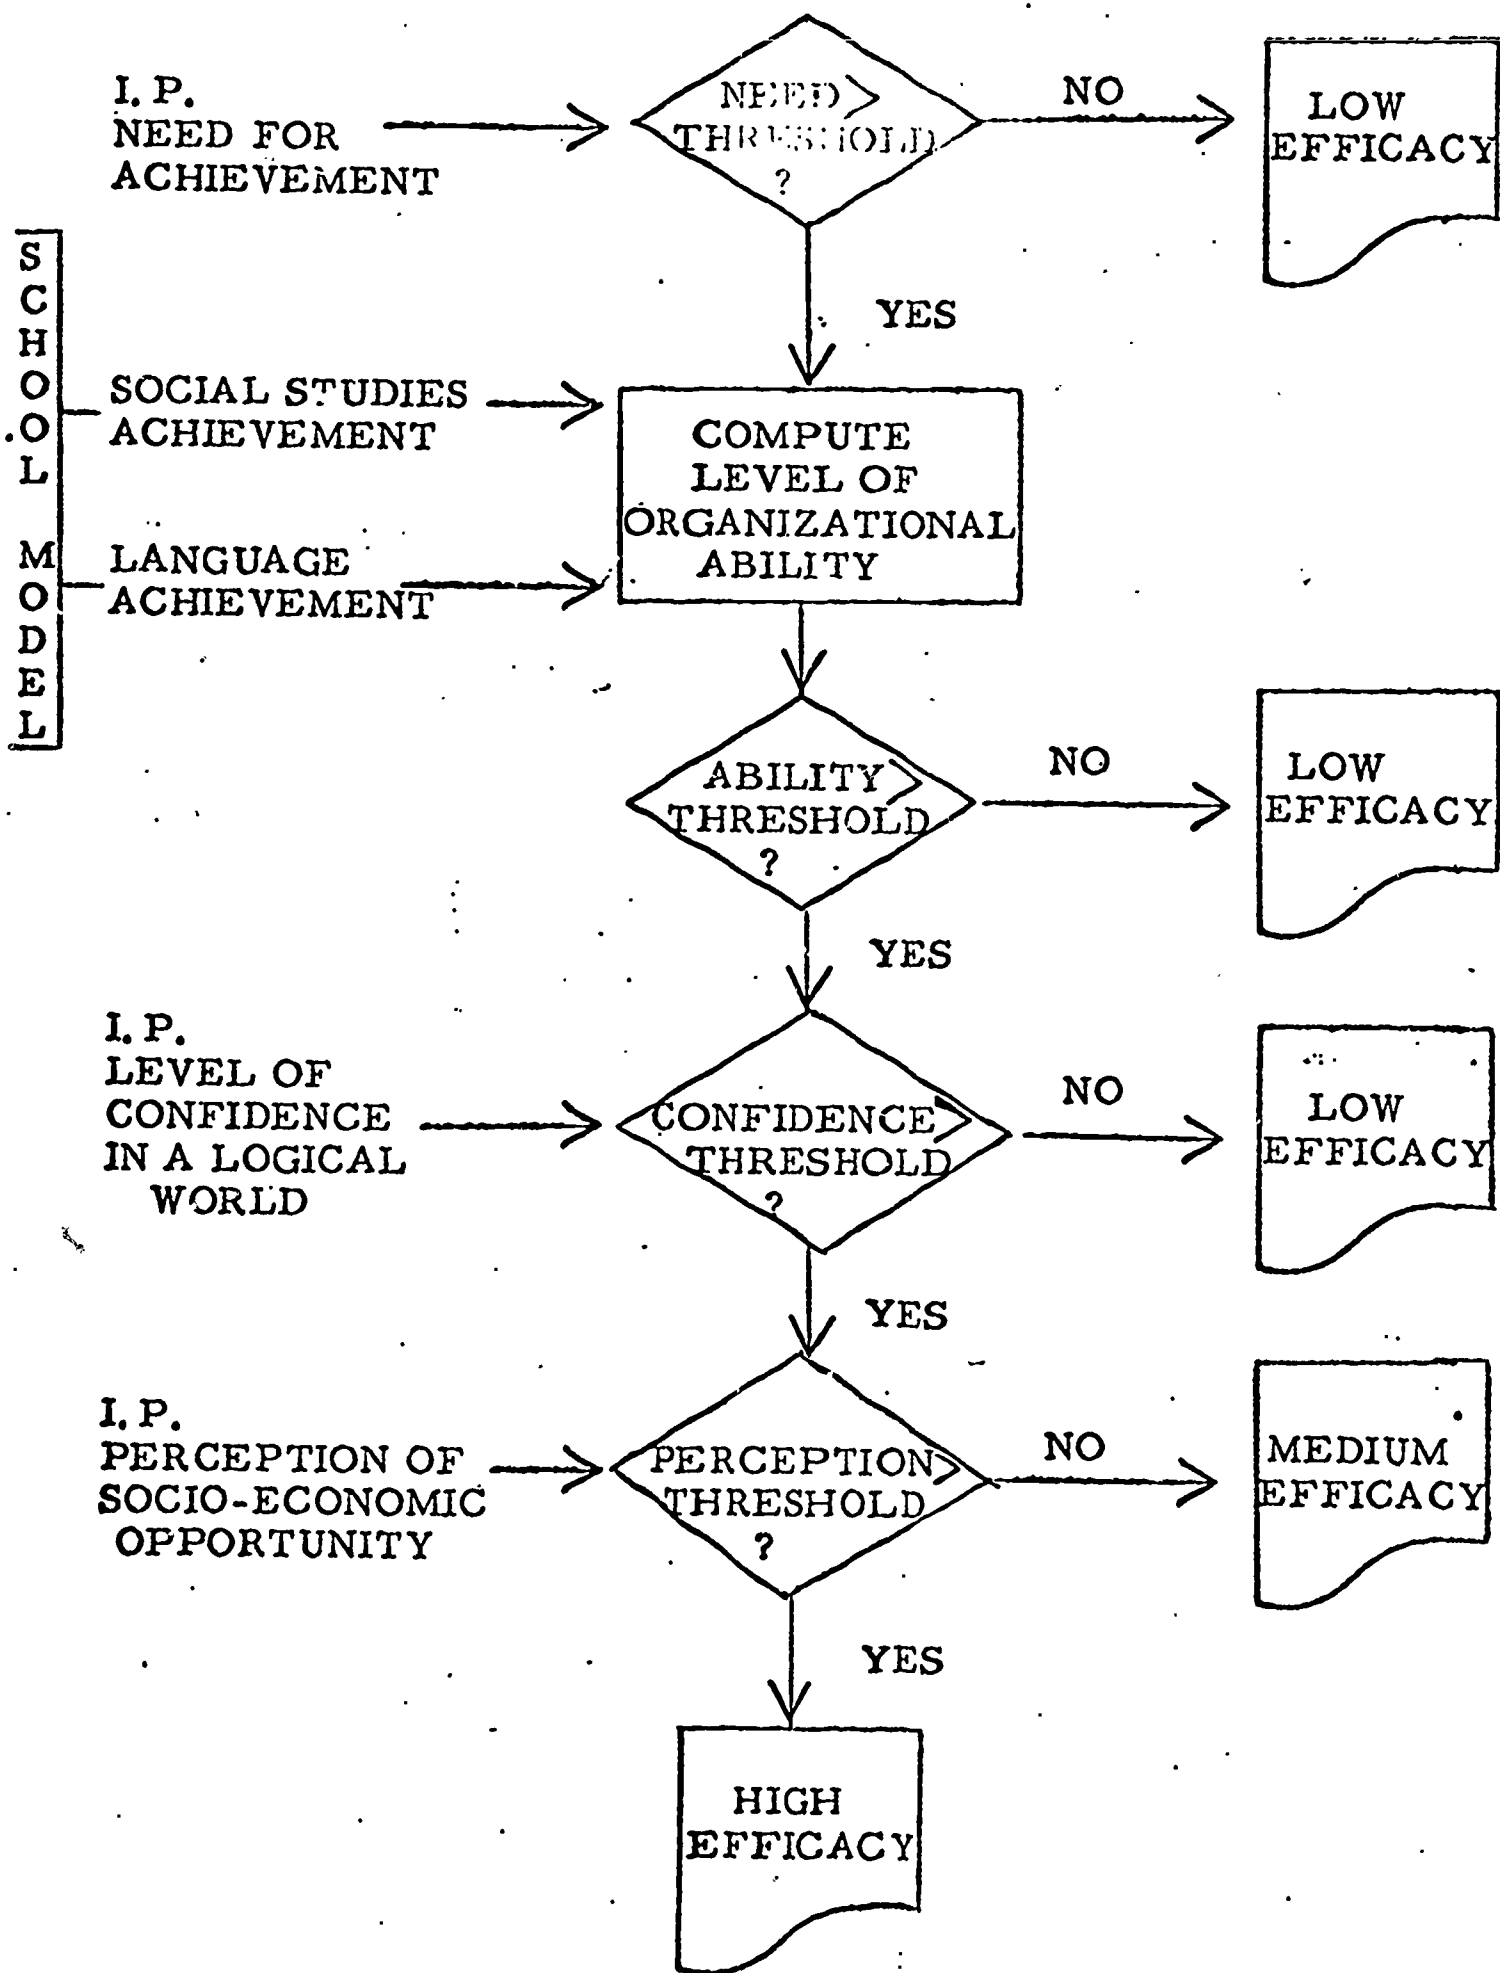 I. P.
NEED FOR
ACHIEVEMENT
NEED >
THRESHOLD
?
NO
LOW
EFFICACY
YES
SCHOOL MODEL
SOCIAL STUDIES
ACHIEVEMENT
LANGUAGE
ACHIEVEMENT
COMPUTE
LEVEL OF
ORGANIZATIONAL
ABILITY
ABILITY >
THRESHOLD
?
NO
LOW
EFFICACY
YES
I. P.
LEVEL OF
CONFIDENCE
IN A LOGICAL
WORLD
CONFIDENCE >
THRESHOLD
?
NO
LOW
EFFICACY
YES
I. P.
PERCEPTION OF
SOCIO-ECONOMIC
OPPORTUNITY
PERCEPTION >
THRESHOLD
?
NO
MEDIUM
EFFICACY
YES
HIGH
EFFICACY